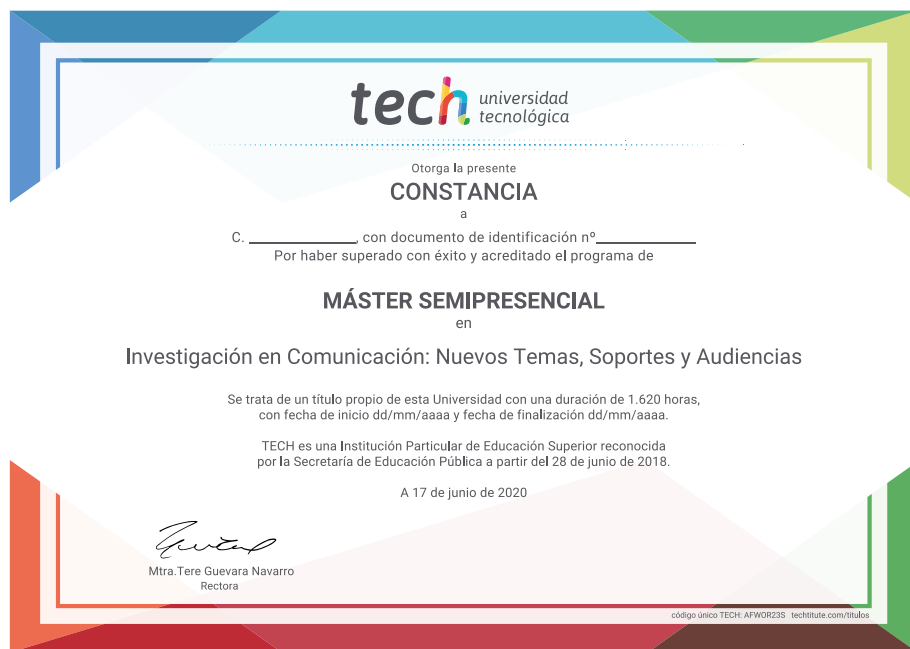 tech universidad
tecnológica
Otorga la presente
CONSTANCIA
a
C. ____________, con documento de identificación nº____________
Por haber superado con éxito y acreditado el programa de
MÁSTER SEMIPRESENCIAL
en
Investigación en Comunicación: Nuevos Temas, Soportes y Audiencias
Se trata de un título propio de esta Universidad con una duración de 1.620 horas,
con fecha de inicio dd/mm/aaaa y fecha de finalización dd/mm/aaaa.
TECH es una Institución Particular de Educación Superior reconocida
por la Secretaría de Educación Pública a partir del 28 de junio de 2018.
A 17 de junio de 2020
Mtra.Tere Guevara Navarro
Rectora
código único TECH: AFWOR23S techtitute.com/titulos